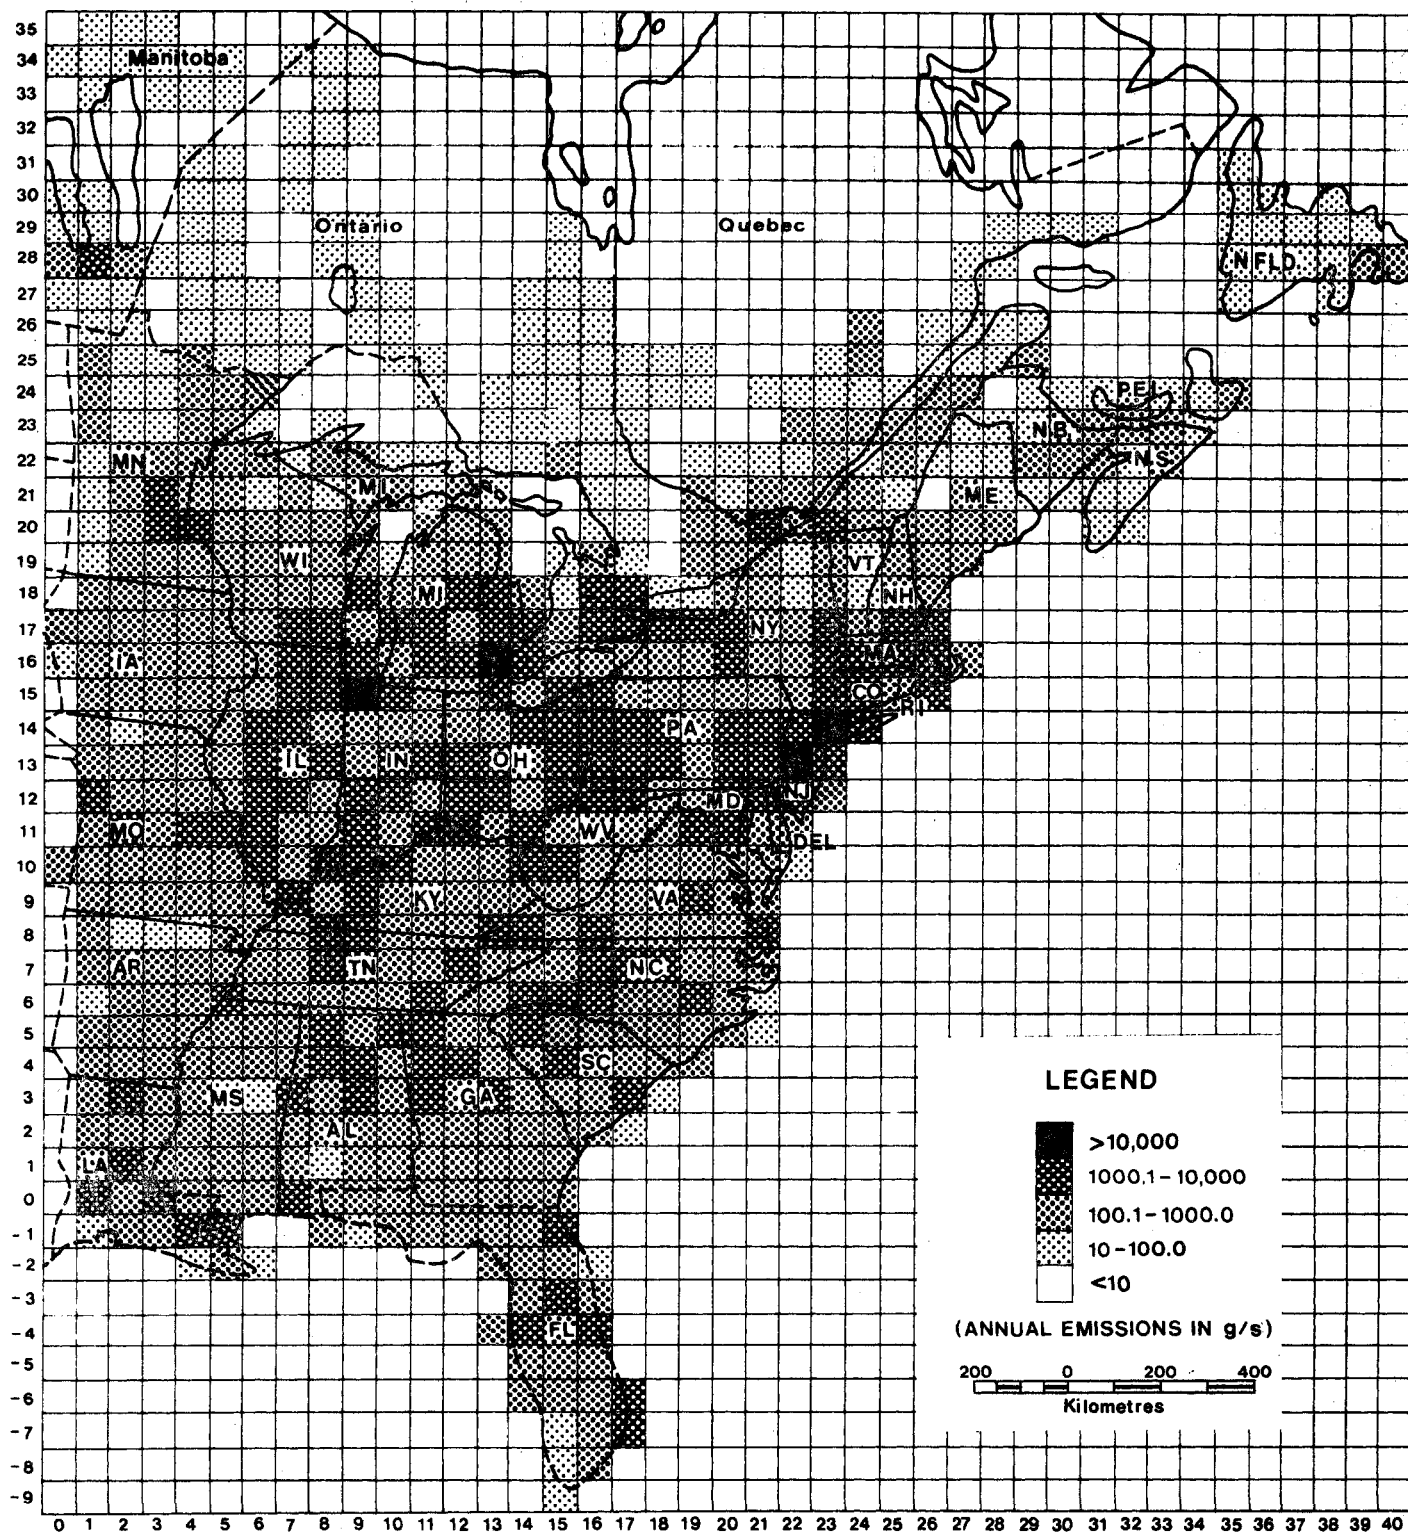 35
34 Manitoba
33
32
31
30
29 Ontario Quebec
28 NFLD
27
26
25
24 P.E.I.
23 N.B.
22 MN N.S.
21 MI ME
20
19 WI VT
18 MI NH
17 NY
16 IA MA
15 CO
RI
14 PA
13 IL IN OH
12 MD NJ
11 MO WV DEL
10
9 KY VA
8
7 AR TN NC
6
5
4 SC
3 MS GA
2 AL
1 LA
0
-1
-2
-3
-4 FL
-5
-6
-7
-8
-9
0 1 2 3 4 5 6 7 8 9 10 11 12 13 14 15 16 17 18 19 20 21 22 23 24 25 26 27 28 29 30 31 32 33 34 35 36 37 38 39 40
LEGEND
>10,000
1000.1-10,000
100.1-1000.0
10-100.0
<10
(ANNUAL EMISSIONS IN g/s)
200 0 200 400
Kilometres